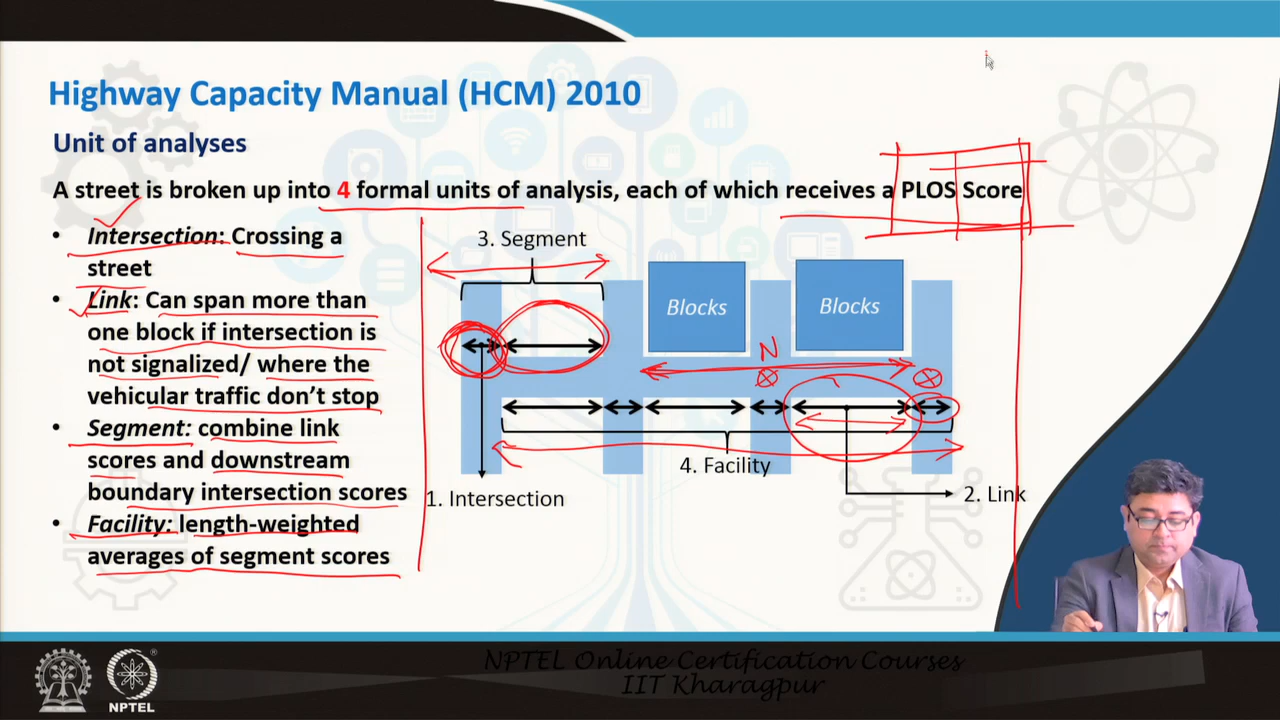 Highway Capacity Manual (HCM) 2010
Unit of analyses
A street is broken up into 4 formal units of analysis, each of which receives a PLOS Score
• Intersection: Crossing a
street
• Link: Can span more than
one block if intersection is
not signalized/ where the
vehicular traffic don’t stop
• Segment: combine link
scores and downstream
boundary intersection scores
• Facility: length-weighted
averages of segment scores
3. Segment
Blocks
Blocks
N
4. Facility
1. Intersection
2. Link
NPTEL Online Certification Courses
IIT Kharagpur
NPTEL